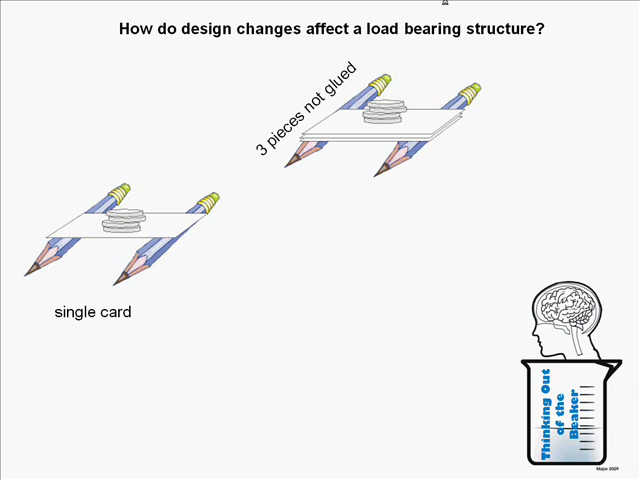 How do design changes affect a load bearing structure?
3 pieces not glued
single card
Thinking Out
of the
Beaker
Major 2009